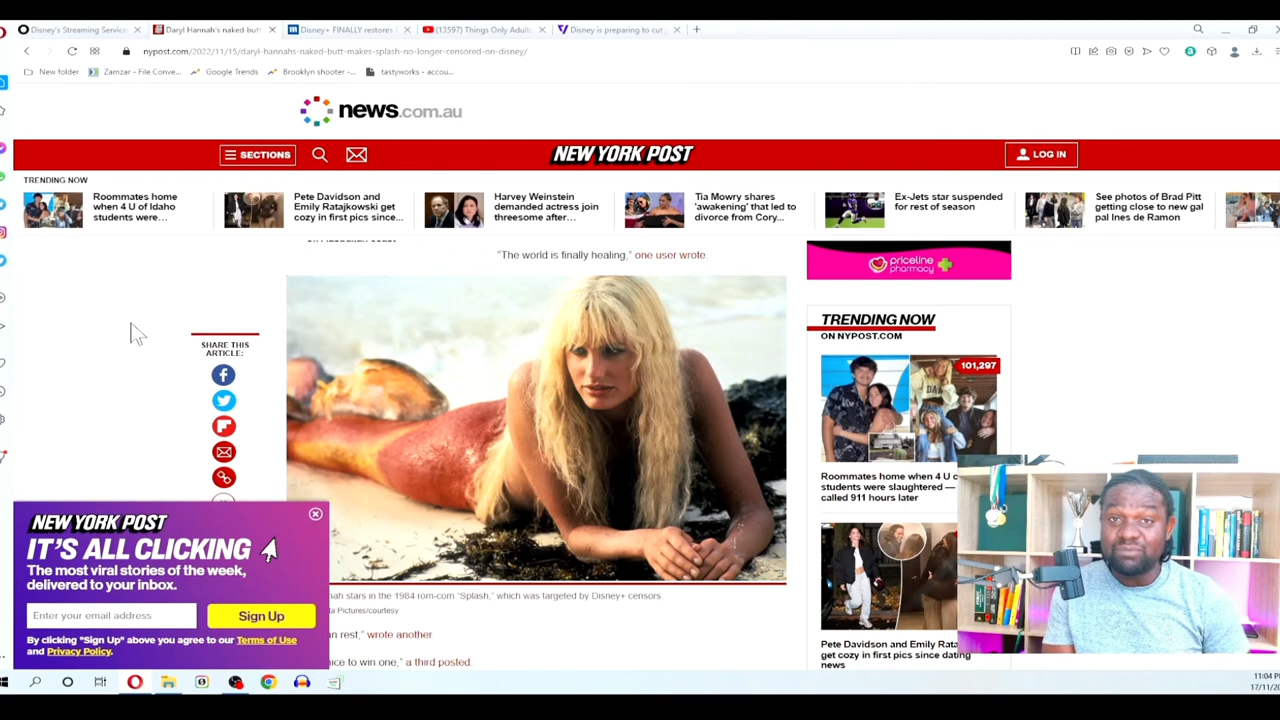 Disney's Streaming Service
Daryl Hannah's naked butt
Disney+ FINALLY restores
(13597) Things Only Adult
Disney is preparing to cut
nypost.com/2022/11/15/daryl-hannahs-naked-butt-makes-splash-no-longer-censored-on-disney/
New folder
Zamzar - File Conve...
Google Trends
Brooklyn shooter -...
tastyworks - accou...
news.com.au
SECTIONS
NEW YORK POST
LOG IN
TRENDING NOW
Roommates home
when 4 U of Idaho
students were...
Pete Davidson and
Emily Ratajkowski get
cozy in first pics since...
Harvey Weinstein
demanded actress join
threesome after...
Tia Mowry shares
'awakening' that led to
divorce from Cory...
Ex-Jets star suspended
for rest of season
See photos of Brad Pitt
getting close to new gal
pal Ines de Ramon
"The world is finally healing," one user wrote.
priceline
pharmacy
SHARE THIS
ARTICLE:
TRENDING NOW
ON NYPOST.COM
101,297
Roommates home when 4 U o
students were slaughtered —
called 911 hours later
Pete Davidson and Emily Rata
get cozy in first pics since dating
news
NEW YORK POST
IT'S ALL CLICKING
The most viral stories of the week,
delivered to your inbox.
Enter your email address
Sign Up
By clicking "Sign Up" above you agree to our Terms of Use
and Privacy Policy.
nah stars in the 1984 rom-com "Splash," which was targeted by Disney+ censors.
Pictures/courtesy
an rest," wrote another.
nice to win one," a third posted.
11:04 P
17/11/20